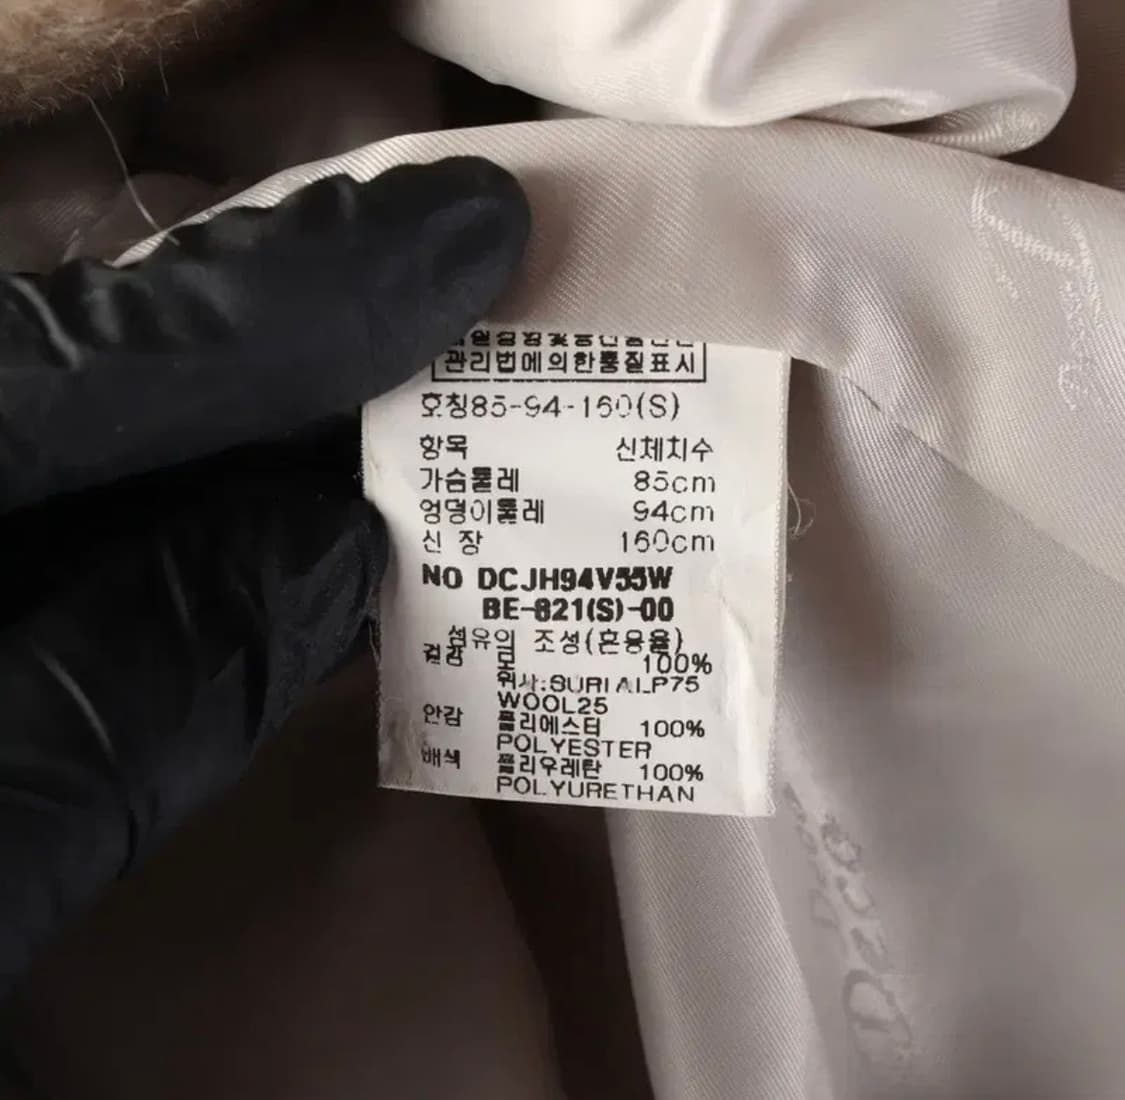 관리법에의한품질표시
호칭85-94-160(S)
항목 신체치수
가슴둘레 85cm
엉덩이둘레 94cm
신 장 160cm
NO DCJH94V55W
BE-821(S)-00
섬유의 조성(혼용율)
겉감 모 100%
위사:SURI ALP75
WOOL25
안감 폴리에스터 100%
POLYESTER
배색 폴리우레탄 100%
POLYURETHAN